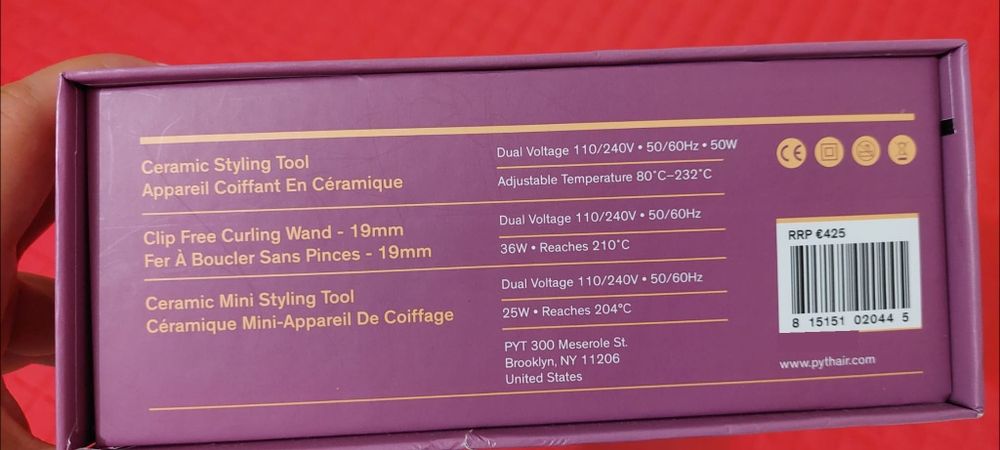 Ceramic Styling Tool
Appareil Coiffant En Céramique
Dual Voltage 110/240V • 50/60Hz • 50W
Adjustable Temperature 80˚C–232˚C
Clip Free Curling Wand - 19mm
Fer À Boucler Sans Pinces - 19mm
Dual Voltage 110/240V • 50/60Hz
36W • Reaches 210˚C
Ceramic Mini Styling Tool
Céramique Mini-Appareil De Coiffage
Dual Voltage 110/240V • 50/60Hz
25W • Reaches 204ºC
PYT 300 Meserole St.
Brooklyn, NY 11206
United States
CE
RRP €425
8 15151 02044 5
www.pythair.com